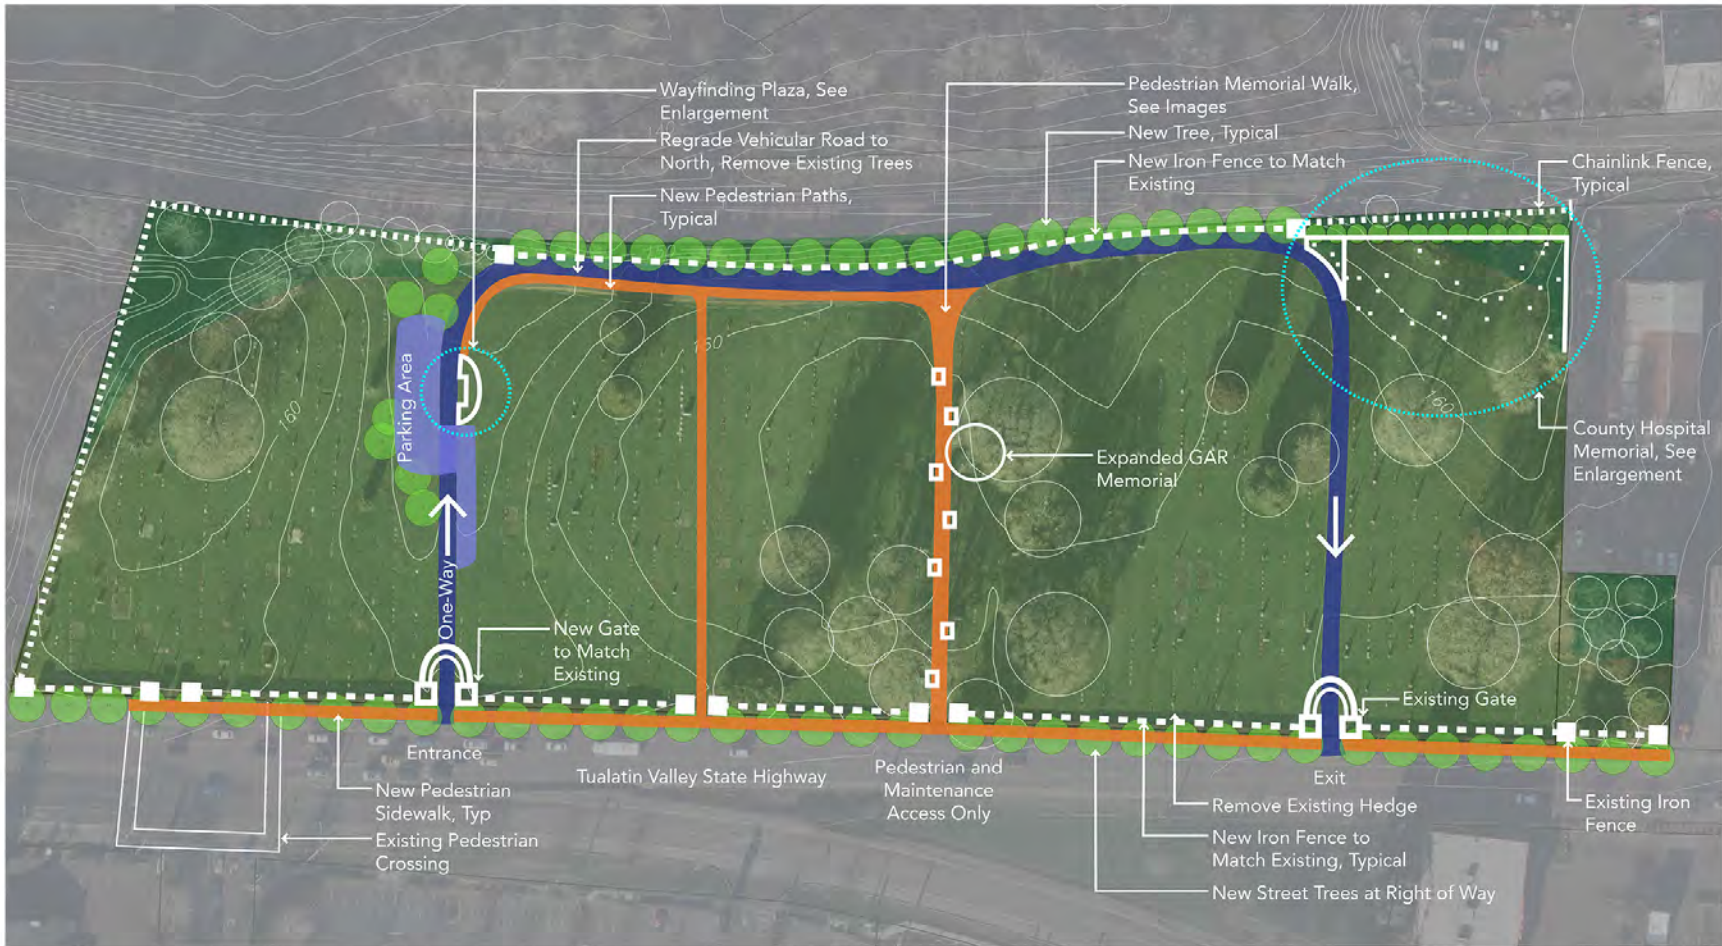 Wayfinding Plaza, See
Enlargement
Regrade Vehicular Road to
North, Remove Existing Trees
New Pedestrian Paths,
Typical
Pedestrian Memorial Walk,
See Images
New Tree, Typical
New Iron Fence to Match
Existing
Chainlink Fence,
Typical
160
150
60
Parking Area
One-Way
Expanded GAR
Memorial
County Hospital
Memorial, See
Enlargement
New Gate
to Match
Existing
Existing Gate
Entrance
Tualatin Valley State Highway
Pedestrian and
Maintenance
Access Only
Exit
New Pedestrian
Sidewalk, Typ
Existing Pedestrian
Crossing
Remove Existing Hedge
New Iron Fence to
Match Existing, Typical
New Street Trees at Right of Way
Existing Iron
Fence